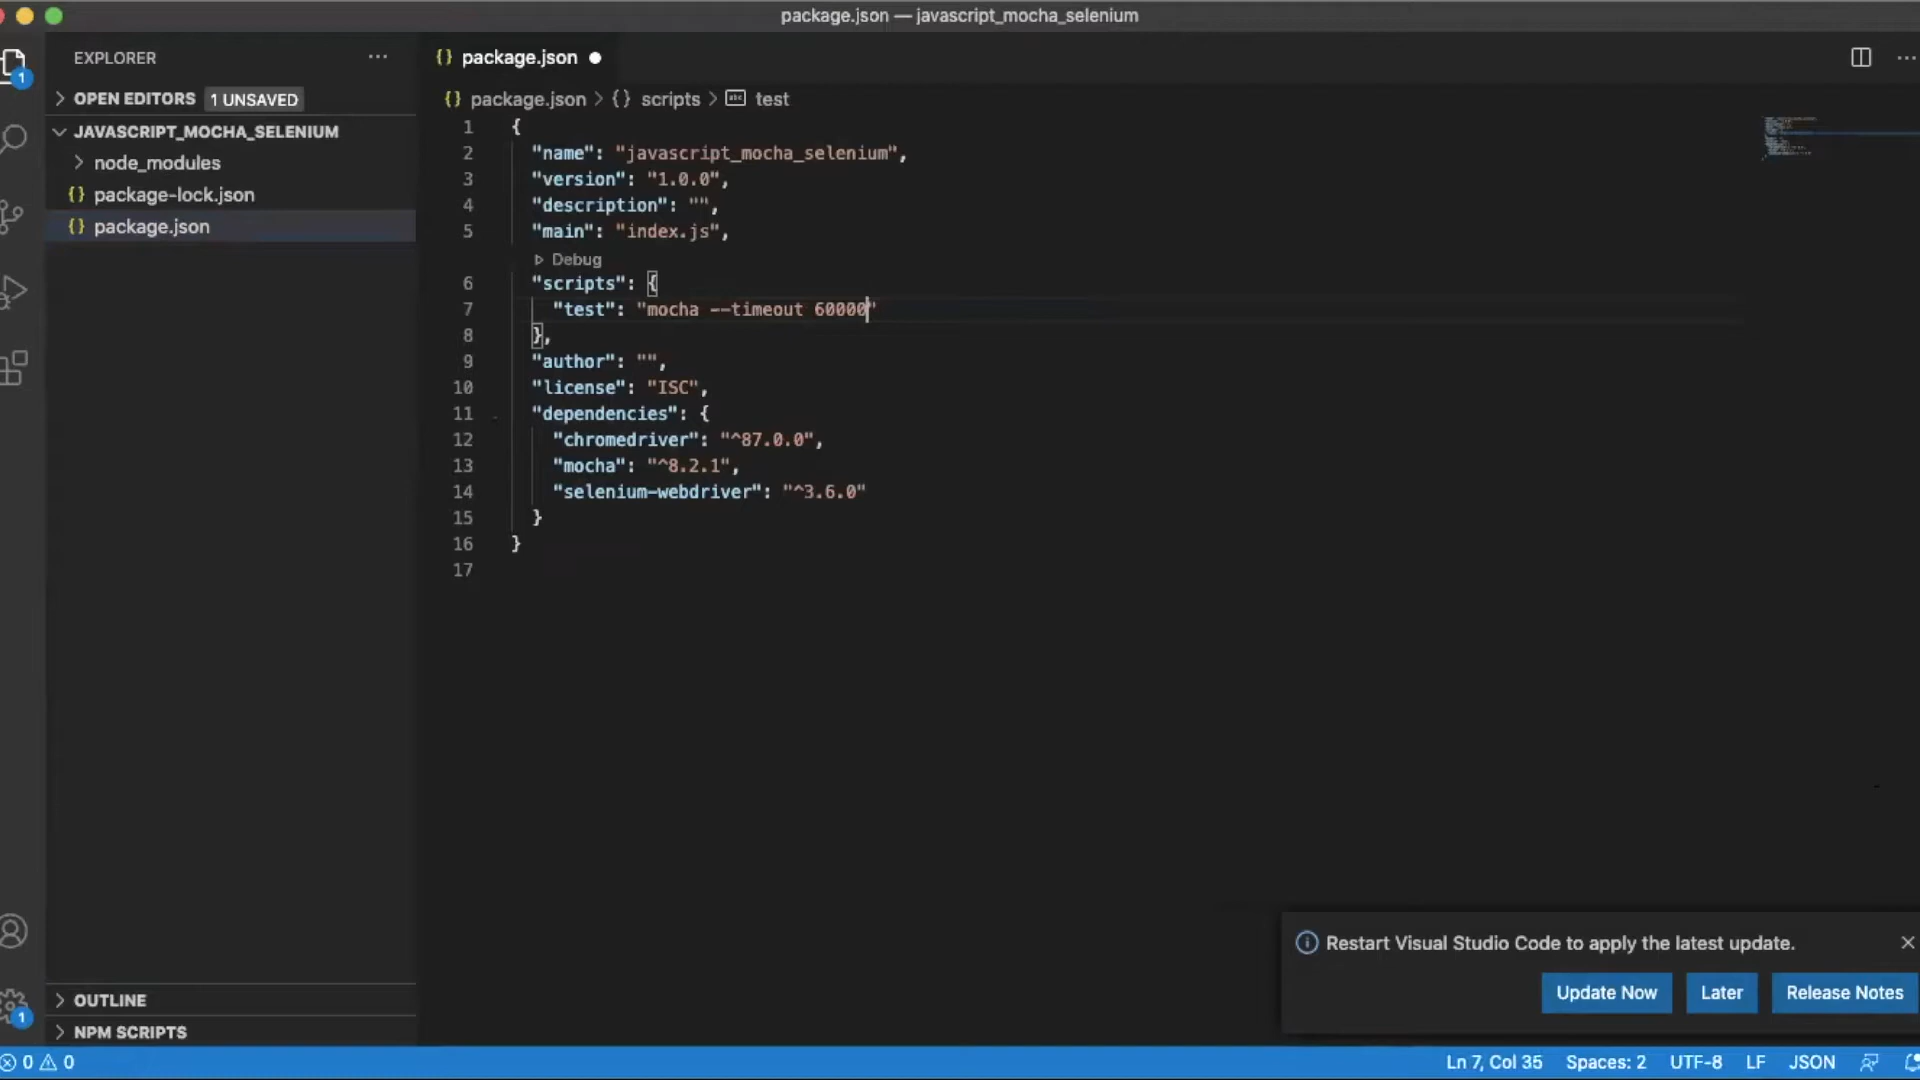 package.json — javascript_mocha_selenium
EXPLORER
1
OPEN EDITORS 1 UNSAVED
JAVASCRIPT_MOCHA_SELENIUM
node_modules
{} package-lock.json
{} package.json
OUTLINE
NPM SCRIPTS
1
{} package.json
{} package.json > {} scripts > abc test
1 {
2 "name": "javascript_mocha_selenium",
3 "version": "1.0.0",
4 "description": "",
5 "main": "index.js",
Debug
6 "scripts": {
7 "test": "mocha --timeout 60000"
8 },
9 "author": "",
10 "license": "ISC",
11 "dependencies": {
12 "chromedriver": "^87.0.0",
13 "mocha": "^8.2.1",
14 "selenium-webdriver": "^3.6.0"
15 }
16 }
17
Restart Visual Studio Code to apply the latest update.
Update Now Later Release Notes
0 0 Ln 7, Col 35 Spaces: 2 UTF-8 LF JSON